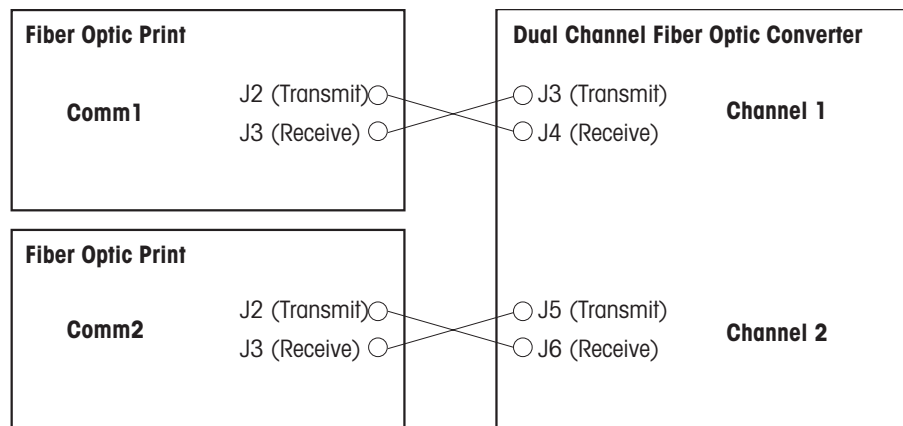 Fiber Optic Print
Comm1
J2 (Transmit)
J3 (Receive)
Dual Channel Fiber Optic Converter
J3 (Transmit)
J4 (Receive)
Channel 1
Fiber Optic Print
Comm2
J2 (Transmit)
J3 (Receive)
J5 (Transmit)
J6 (Receive)
Channel 2